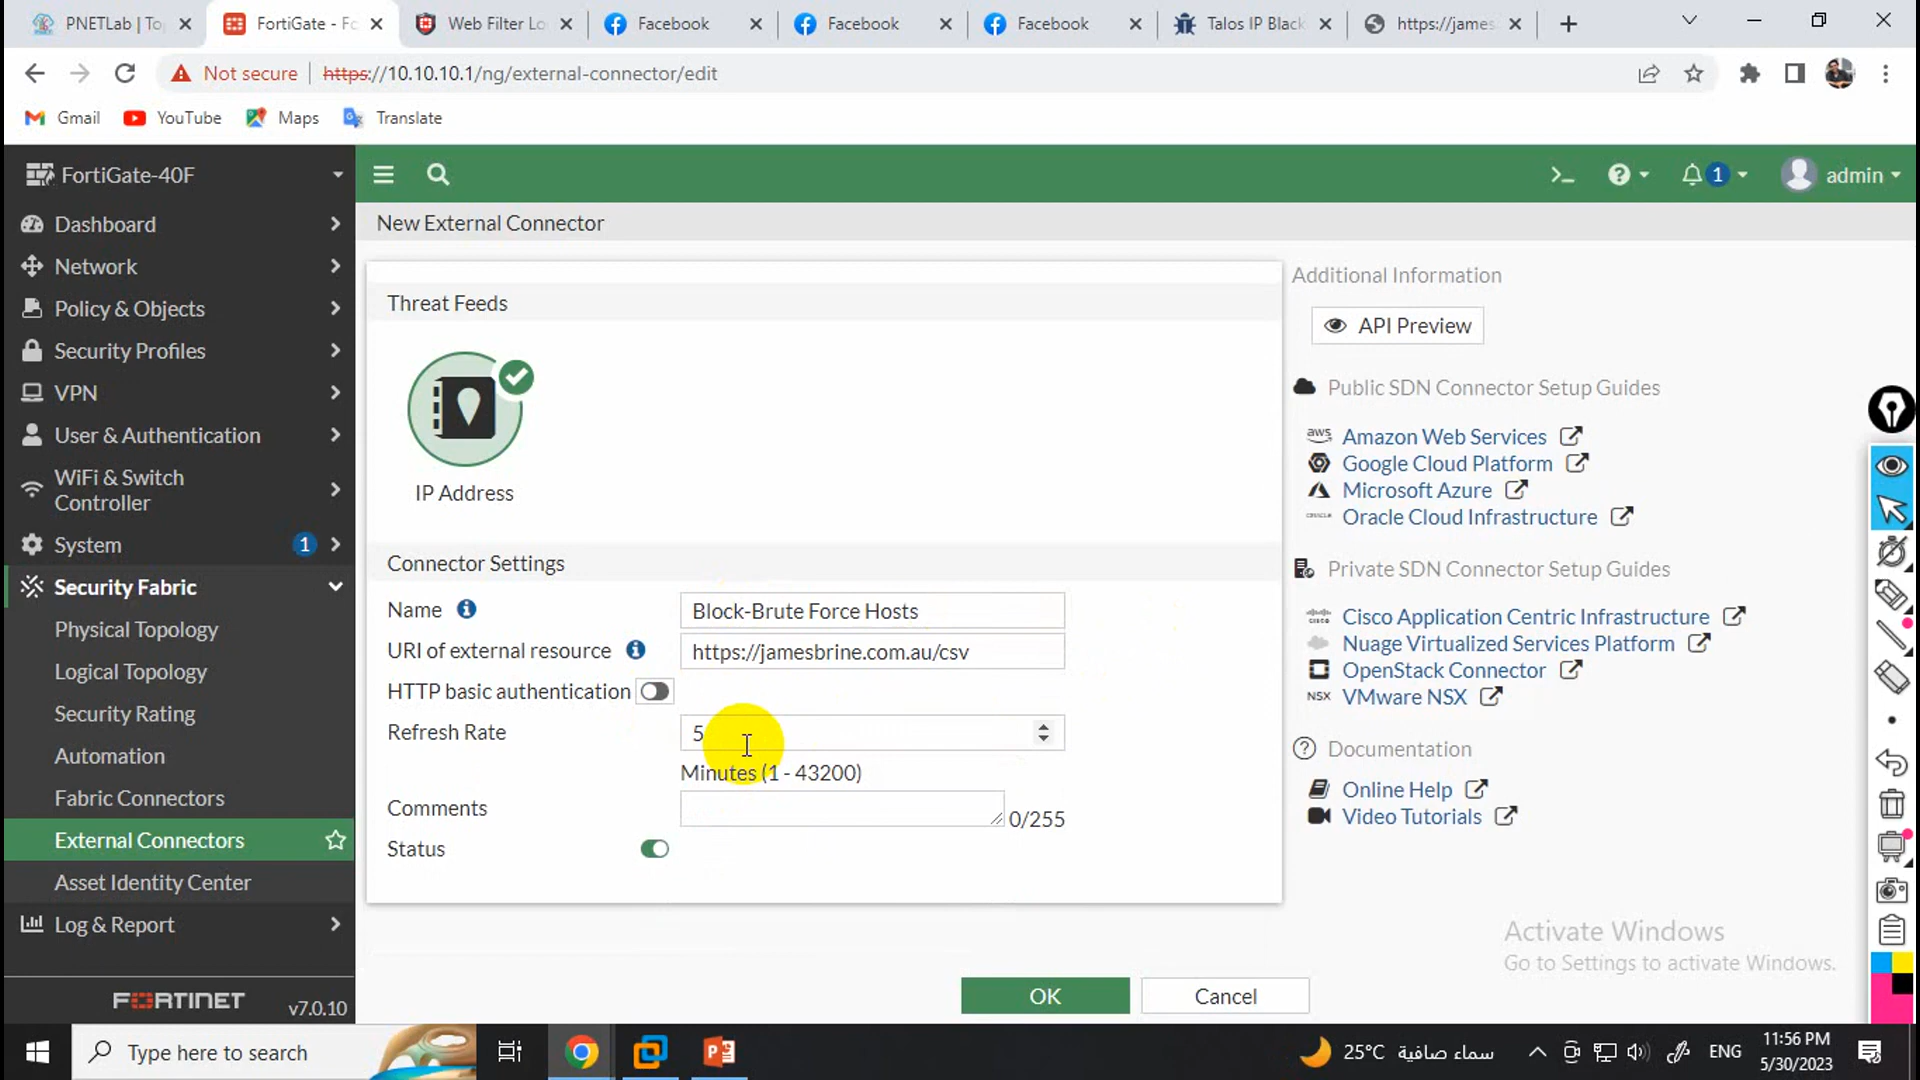 PNETLab | To
FortiGate - Fo
Web Filter Lo
Facebook
Facebook
Facebook
Talos IP Black
https://james
Not secure
https://10.10.10.1/ng/external-connector/edit
Gmail
YouTube
Maps
Translate
FortiGate-40F
admin
Dashboard
Network
Policy & Objects
Security Profiles
VPN
User & Authentication
WiFi & Switch
Controller
System
1
Security Fabric
Physical Topology
Logical Topology
Security Rating
Automation
Fabric Connectors
External Connectors
Asset Identity Center
Log & Report
FORTINET
v7.0.10
1
New External Connector
Threat Feeds
IP Address
Connector Settings
Name
Block-Brute Force Hosts
URI of external resource
https://jamesbrine.com.au/csv
HTTP basic authentication
Refresh Rate
5
Minutes (1 - 43200)
Comments
0/255
Status
OK
Cancel
Additional Information
API Preview
Public SDN Connector Setup Guides
aws
Amazon Web Services
Google Cloud Platform
Microsoft Azure
Oracle Cloud Infrastructure
Private SDN Connector Setup Guides
Cisco Application Centric Infrastructure
Nuage Virtualized Services Platform
OpenStack Connector
NSX
VMware NSX
Documentation
Online Help
Video Tutorials
Activate Windows
Go to Settings to activate Windows.
Type here to search
25°C سماء صافية
ENG
11:56 PM
5/30/2023